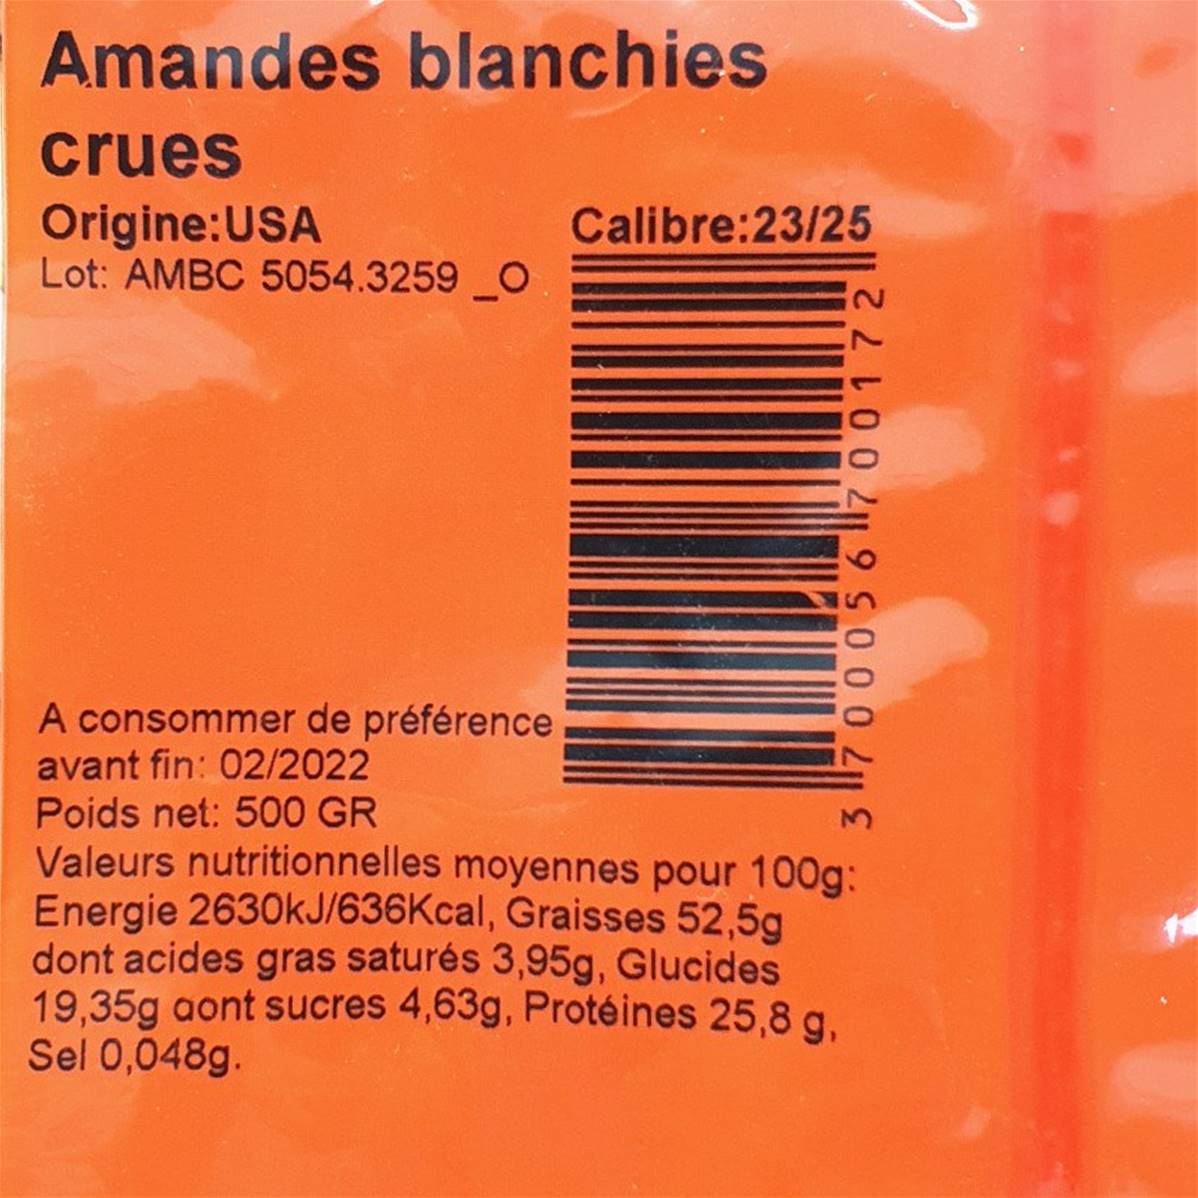 Amandes blanchies
crues
Origine:USA
Calibre:23/25
Lot: AMBC 5054.3259 _O
3 700056 700172
A consommer de préférence
avant fin: 02/2022
Poids net: 500 GR
Valeurs nutritionnelles moyennes pour 100g:
Energie 2630kJ/636Kcal, Graisses 52,5g
dont acides gras saturés 3,95g, Glucides
19,35g dont sucres 4,63g, Protéines 25,8 g,
Sel 0,048g.